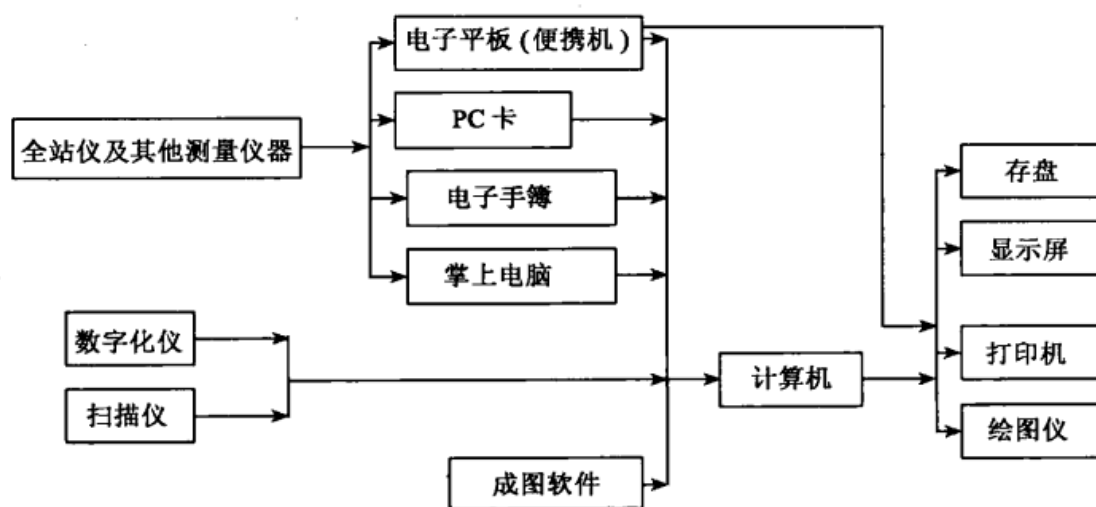 电子平板(便携机)
PC卡
全站仪及其他测量仪器
存盘
电子手簿
显示屏
掌上电脑
数字化仪
打印机
计算机
扫描仪
绘图仪
成图软件